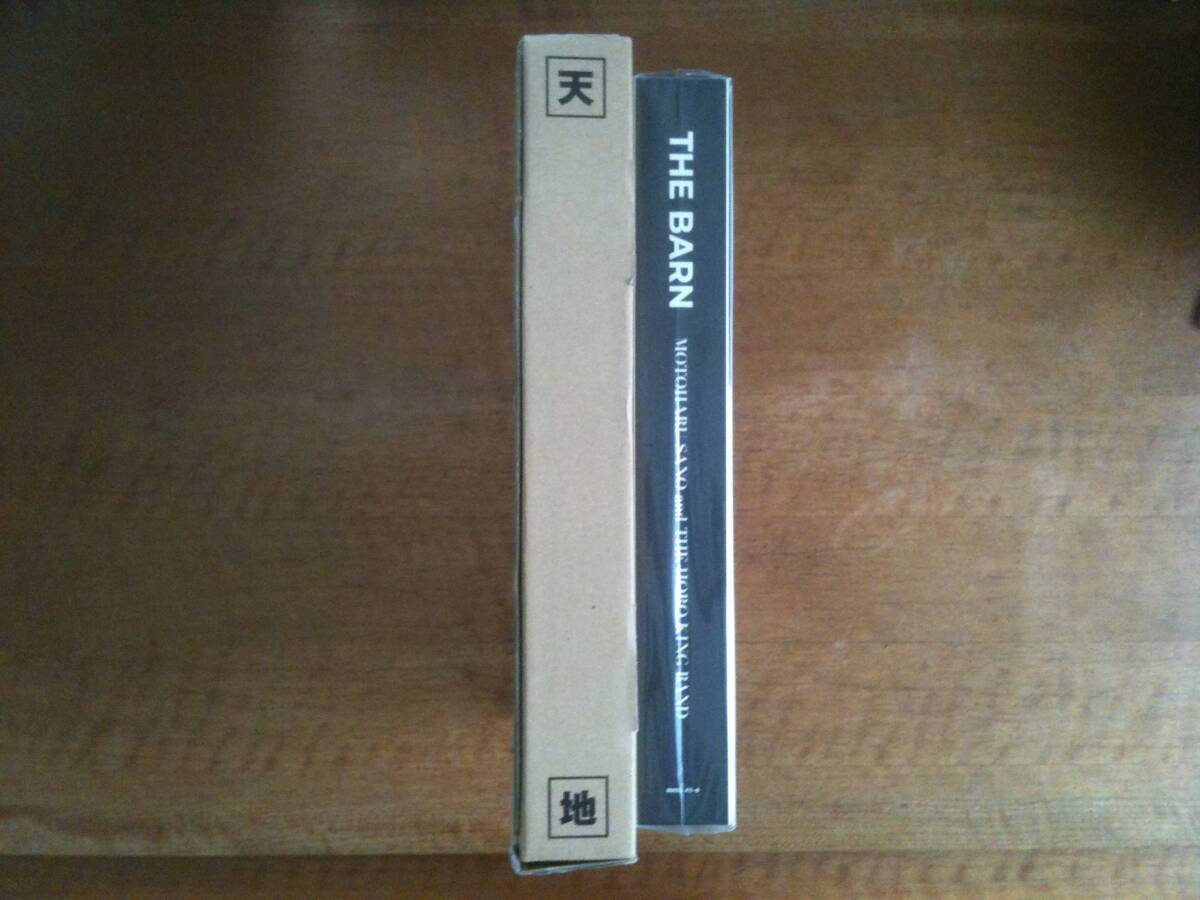 天
地
THE BARN
MOTOHARU SANO and THE HOBO KING BAND